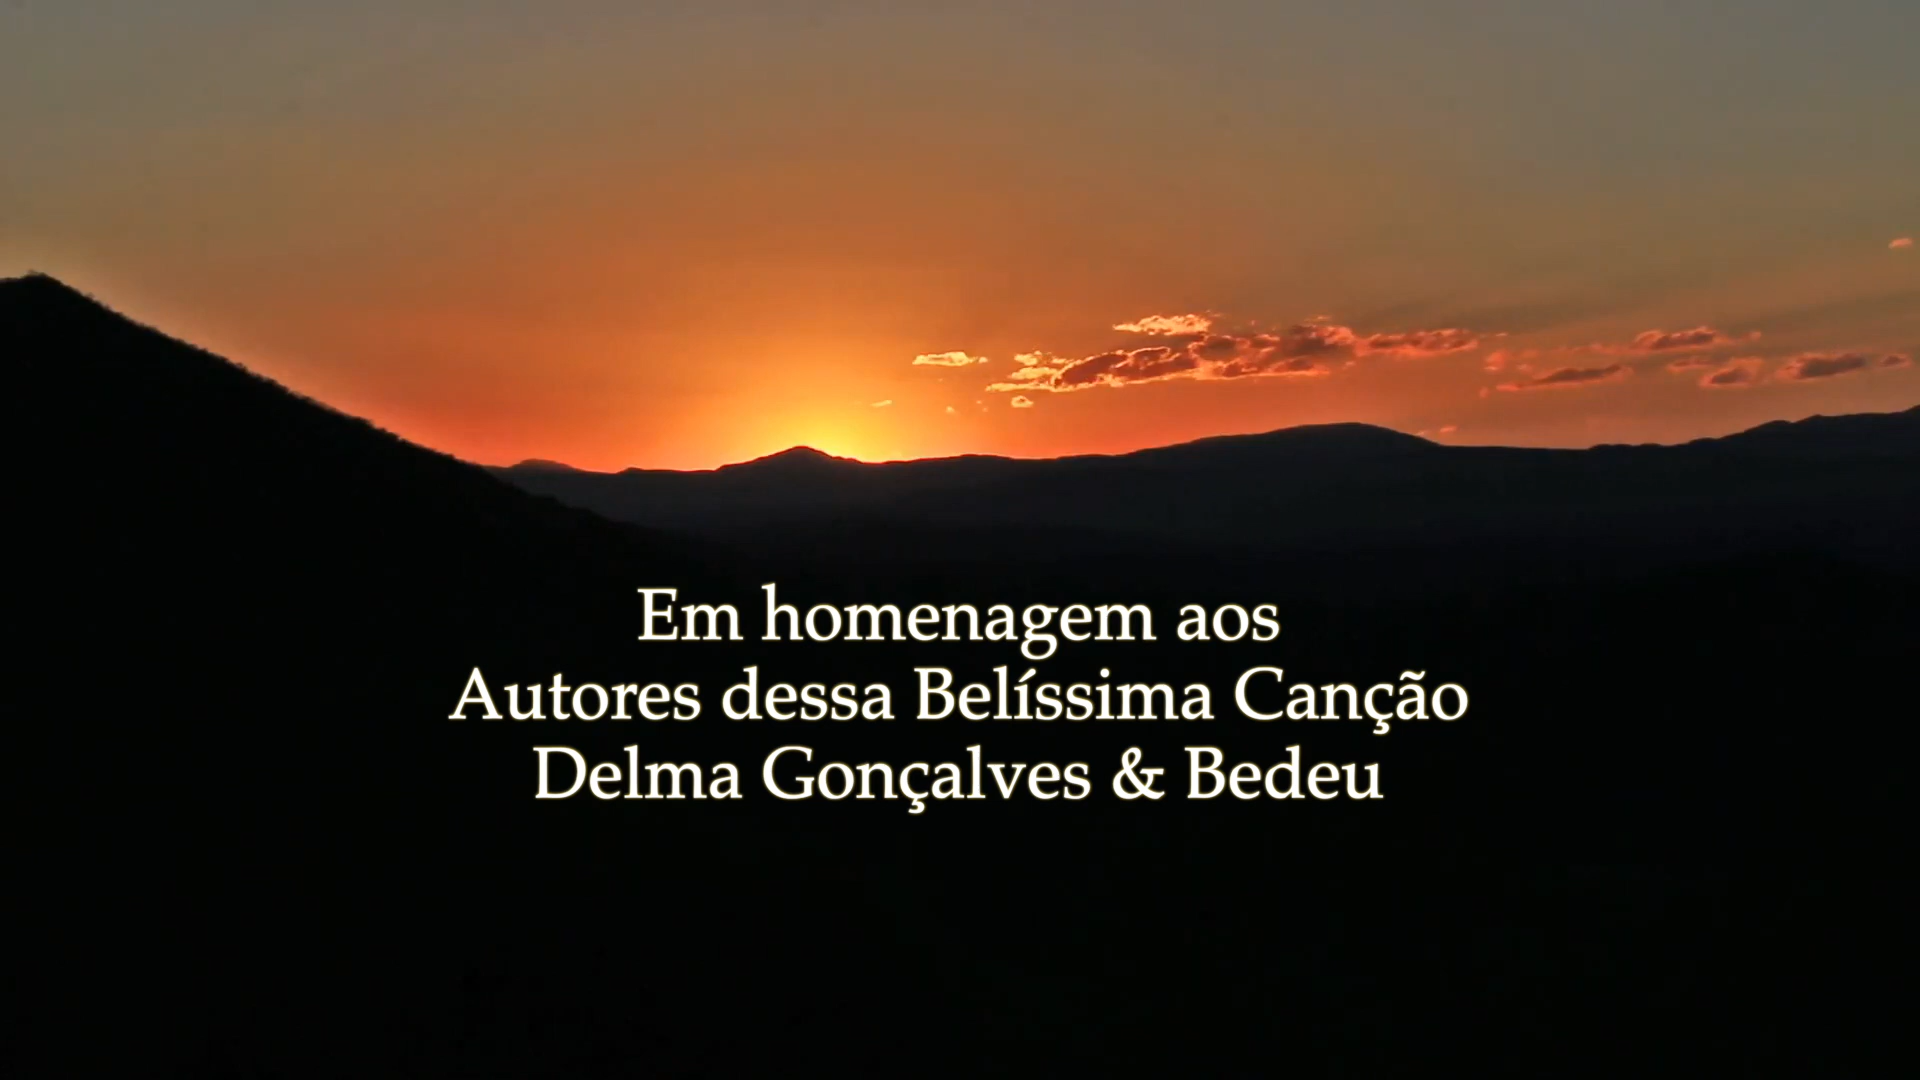 Em homenagem aos
Autores dessa Belíssima Canção
Delma Gonçalves & Bedeu